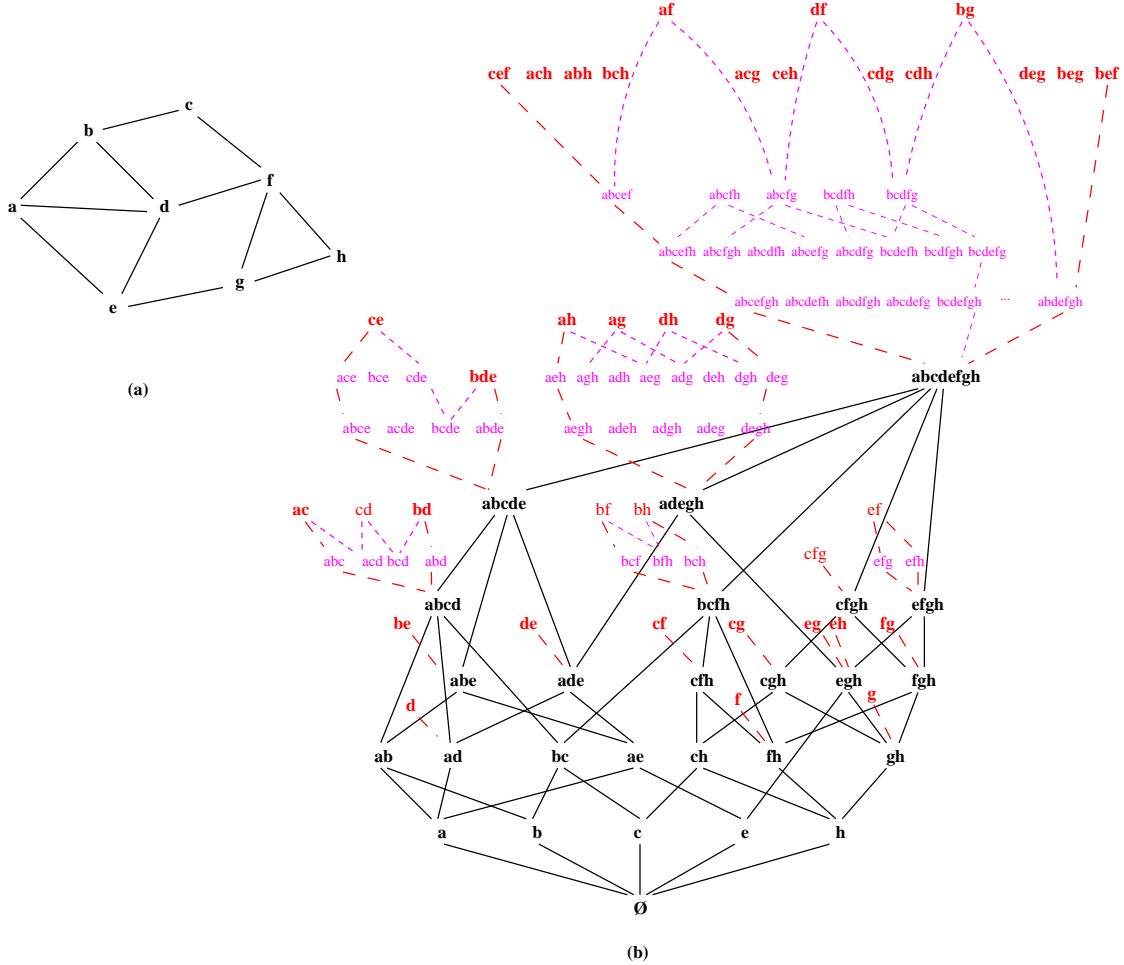 af df bg
cef ach abh bch acg ceh cdg cdh deg beg bef
c
b
f
abcef abcfh abcfg bcdfh bcdfg
a d
h
abcefh abcfgh abcdfh abcefg abcdfg bcdefh bcdfgh bcdefg
g
e
abcefgh abcdefh abcdfgh abcdefg bcdefgh ... abdefgh
ce ah ag dh dg
(a)
ace bce cde bde aeh agh adh aeg adg deh dgh deg abcdefgh
abce acde bcde abde aegh adeh adgh adeg degh
abcde adegh
ac cd bd bf bh ef
abc acd bcd abd bcf bfh bch cfg efg efh
abcd bcfh cfgh efgh
be de cf cg eg eh fg
abe ade cfh cgh egh fgh
d f g
ab ad bc ae ch fh gh
a b c e h
Ø
(b)